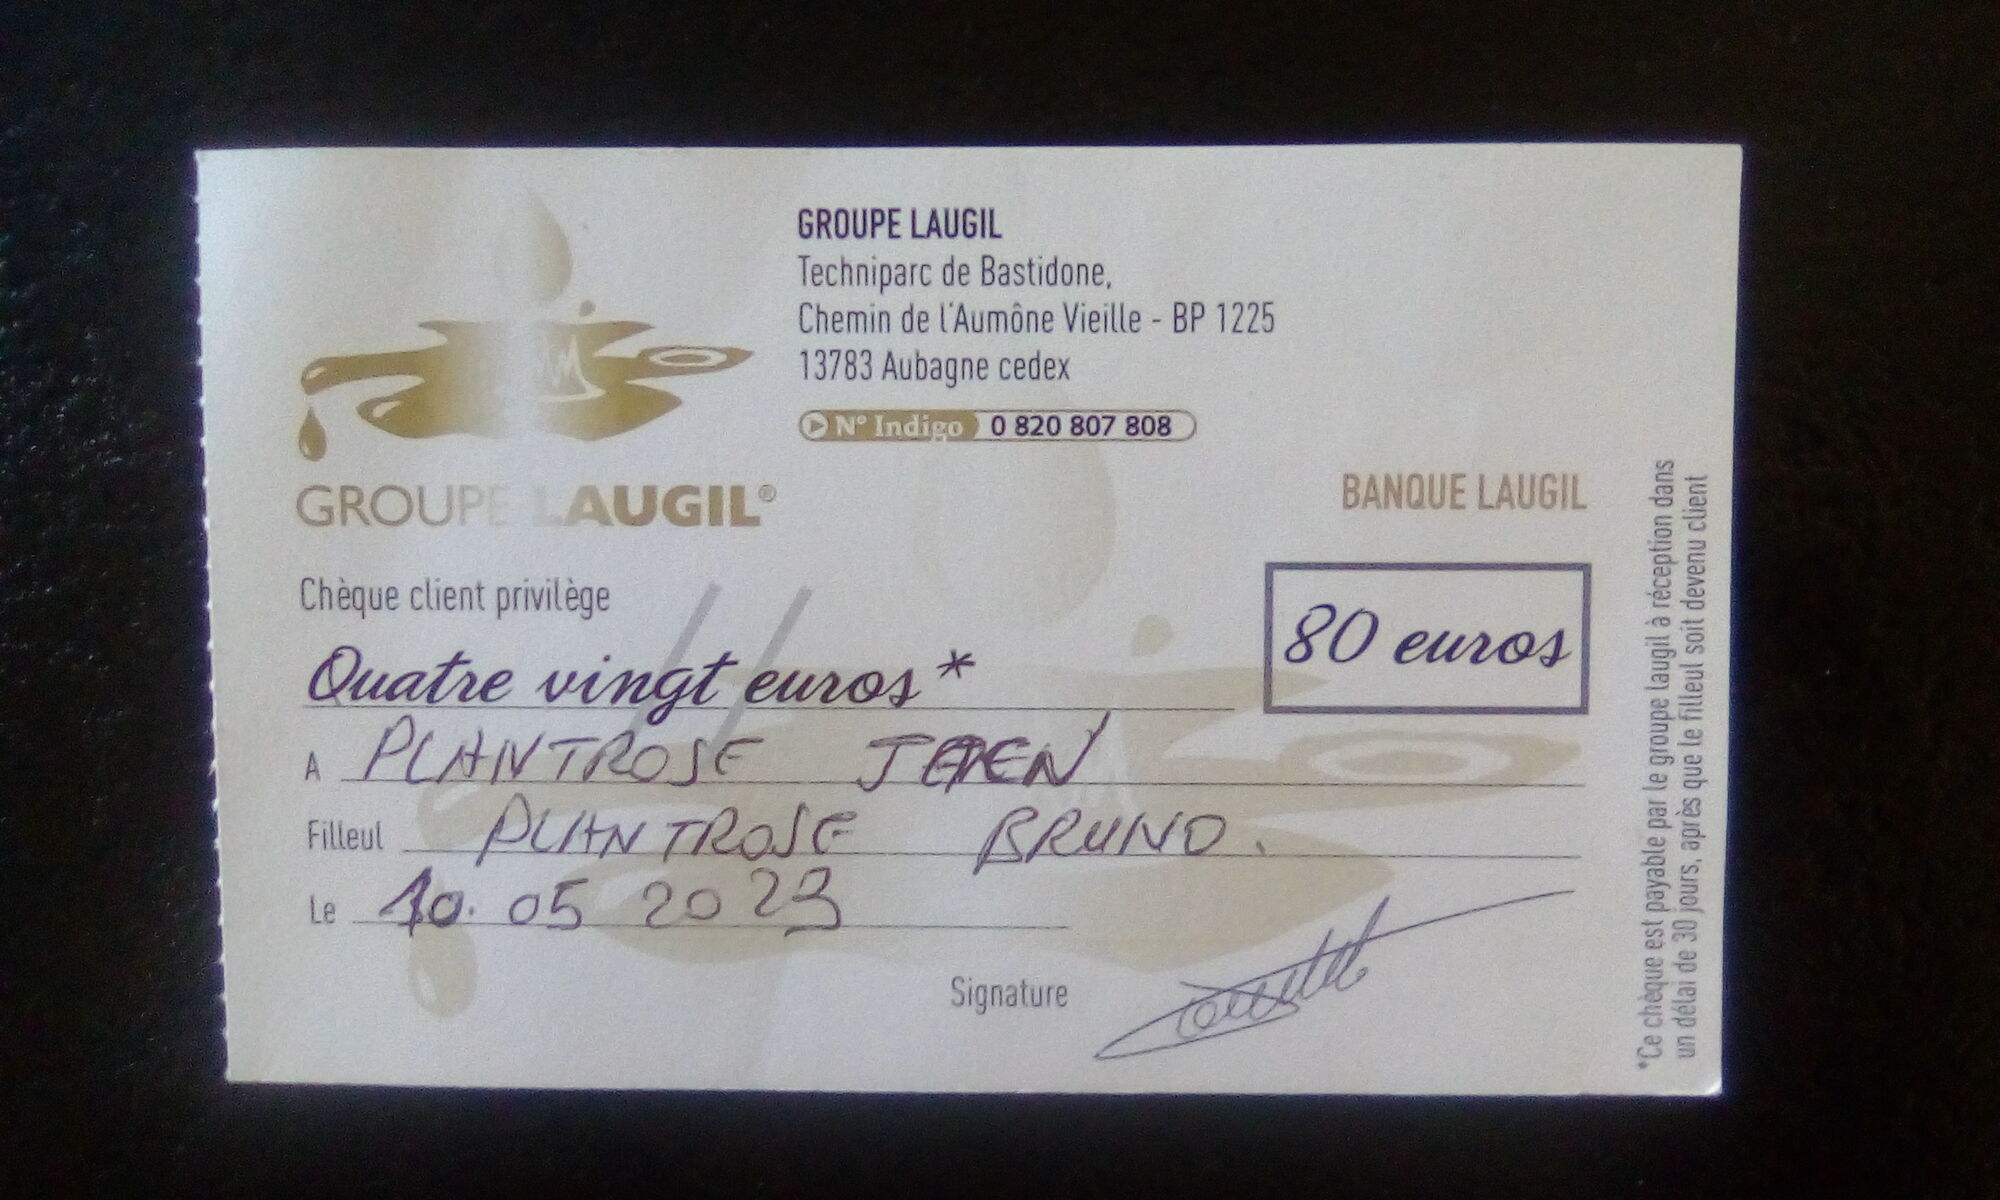 GROUPE LAUGIL
Techniparc de Bastidone,
Chemin de l'Aumône Vieille - BP 1225
13783 Aubagne cedex
N° Indigo 0 820 807 808
GROUPE LAUGIL®
BANQUE LAUGIL
Chèque client privilège
80 euros
Quatre vingt euros*
A PLANTROSE
Filleul PLANTROSE BRUNO.
Le 10.05 2023
Signature
*Ce chèque est payable par le groupe laugil à réception dans
un délai de 30 jours, après que le filleul soit devenu client